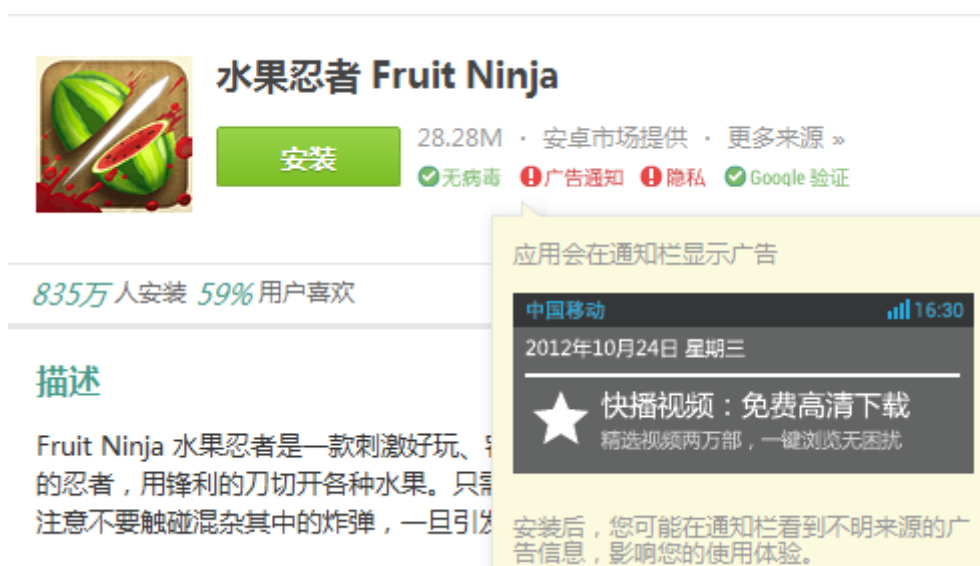 水果忍者 Fruit Ninja
安装
28.28M · 安卓市场提供 · 更多来源 »
无病毒 广告通知 隐私 Google 验证
835万 人安装 59% 用户喜欢
应用会在通知栏显示广告
中国移动 16:30
2012年10月24日 星期三
快播视频：免费高清下载
精选视频两万部，一键浏览无困扰
安装后，您可能在通知栏看到不明来源的广
告信息，影响您的使用体验。
描述
Fruit Ninja 水果忍者是一款刺激好玩、
的忍者，用锋利的刀切开各种水果。只需
注意不要触碰混杂其中的炸弹，一旦引发